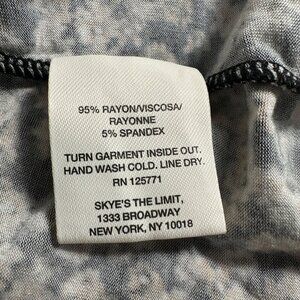 95% RAYON/VISCOSA/
RAYONNE
5% SPANDEX
TURN GARMENT INSIDE OUT.
HAND WASH COLD. LINE DRY.
RN 125771
SKYE'S THE LIMIT,
1333 BROADWAY
NEW YORK, NY 10018